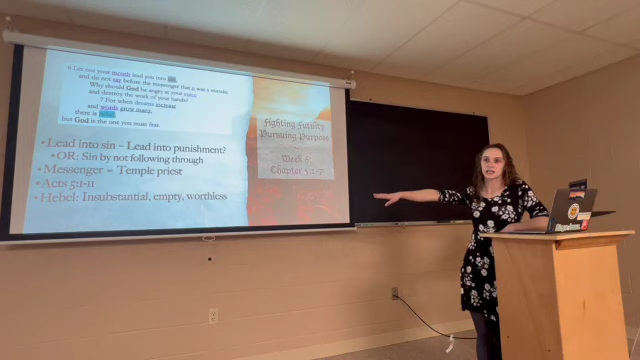 6 Let not your mouth lead you into sin,
and do not say before the messenger that it was a mistake.
Why should God be angry at your voice
and destroy the work of your hands?
7 For when dreams increase
and words grow many,
there is hebel;
but God is the one you must fear.
•Lead into sin – Lead into punishment?
•OR: Sin by not following through
•Messenger = Temple priest
•Acts 5:1-11
•Hebel: Insubstantial, empty, worthless
Fighting Futility
Pursuing Purpose
Week 6:
Chapter 5:1-7